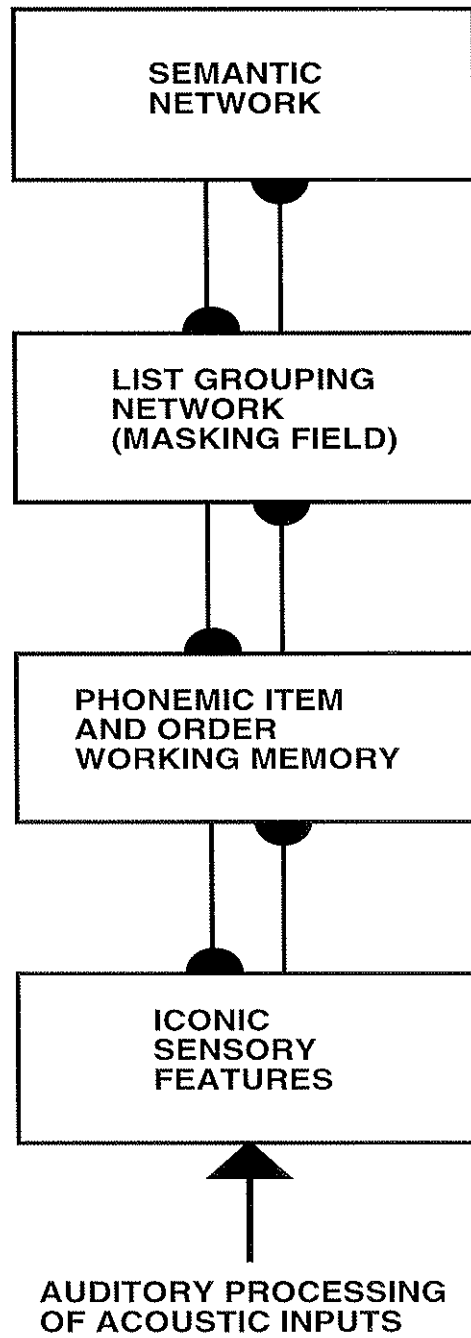 SEMANTIC
NETWORK
LIST GROUPING
NETWORK
(MASKING FIELD)
PHONEMIC ITEM
AND ORDER
WORKING MEMORY
ICONIC
SENSORY
FEATURES
AUDITORY PROCESSING
OF ACOUSTIC INPUTS